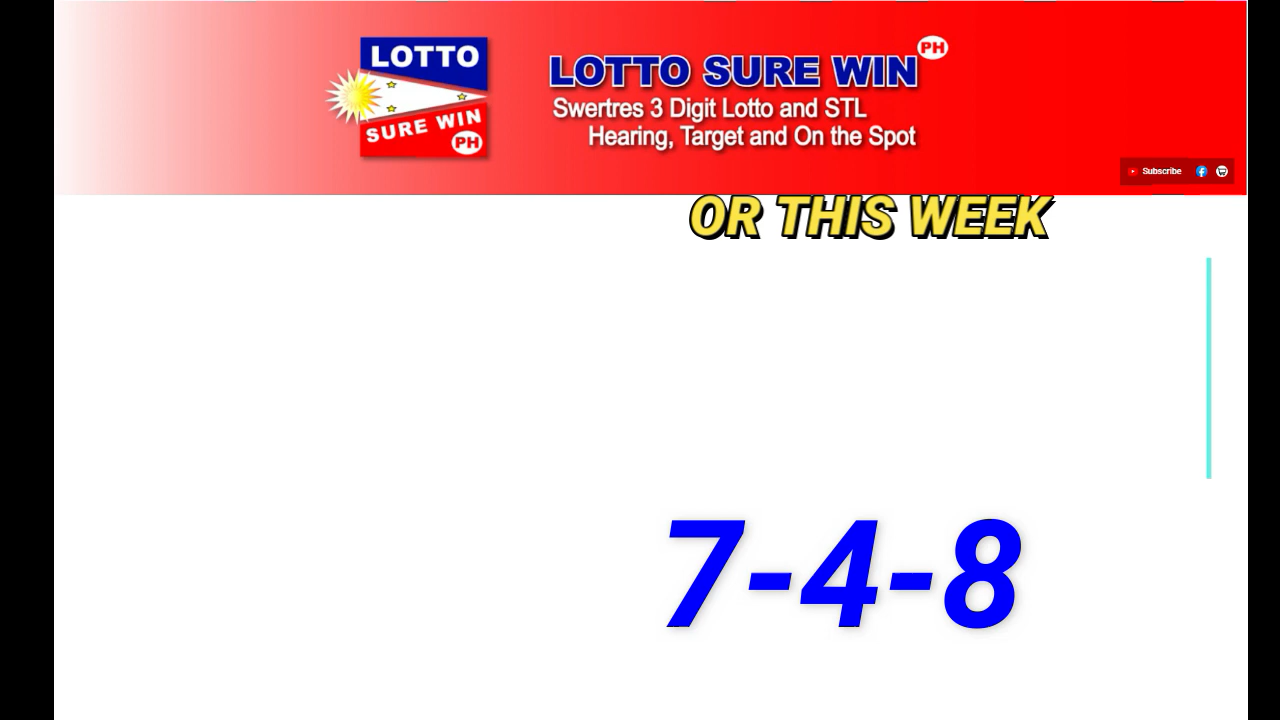 LOTTO
SURE WIN
PH
LOTTO SURE WIN PH
Swertres 3 Digit Lotto and STL
Hearing, Target and On the Spot
Subscribe
OR THIS WEEK
7-4-8